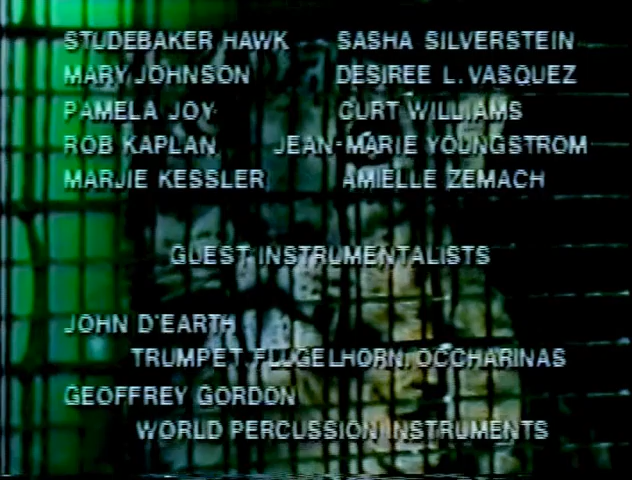 STUDEBAKER HAWK SASHA SILVERSTEIN
MARY JOHNSON DESIREE L. VASQUEZ
PAMELA JOY CURT WILLIAMS
ROB KAPLAN JEAN-MARIE YOUNGSTROM
MARJIE KESSLER AMIELLE ZEMACH
GUEST INSTRUMENTALISTS
JOHN D'EARTH
TRUMPET, FLUGELHORN, OCCHARINAS
GEOFFREY GORDON
WORLD PERCUSSION INSTRUMENTS